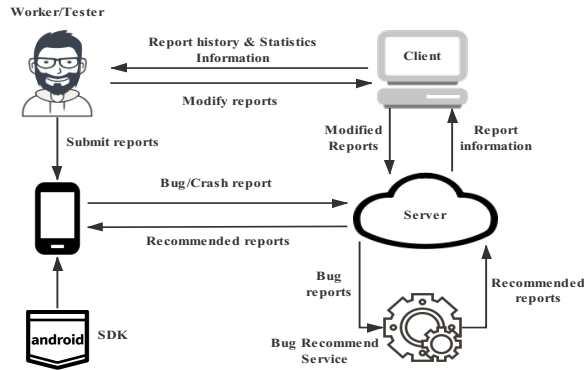 Worker/Tester
Report history & Statistics
Information
Client
Modify reports
Submit reports
Modified
Reports
Report
information
Bug/Crash report
Server
Recommended reports
Bug
reports
Recommended
reports
android
SDK
Bug Recommend
Service